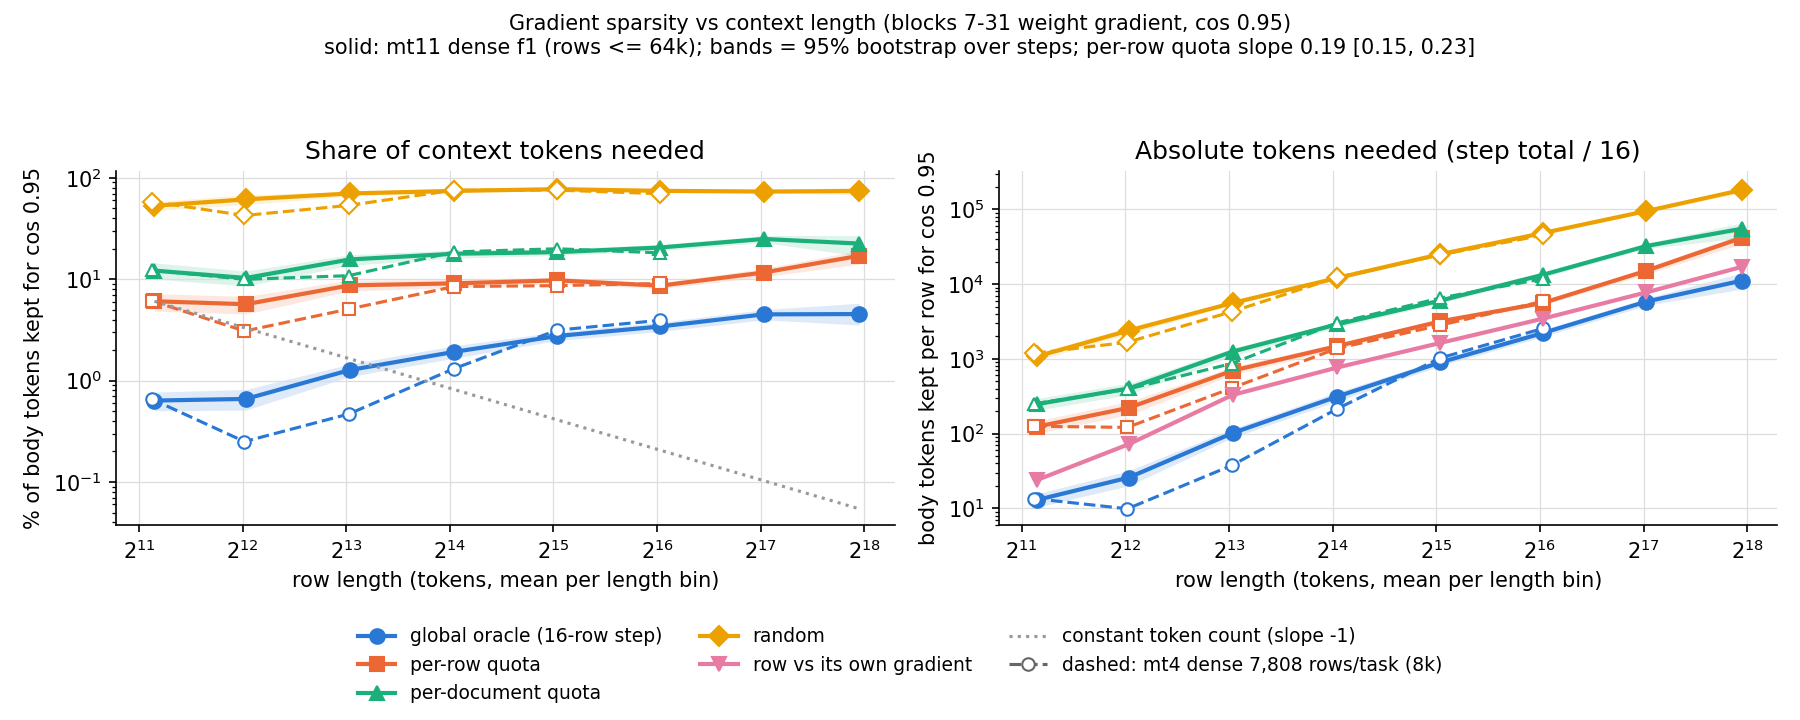 Gradient sparsity vs context length (blocks 7-31 weight gradient, cos 0.95)
solid: mt11 dense f1 (rows <= 64k); bands = 95% bootstrap over steps; per-row quota slope 0.19 [0.15, 0.23]
Share of context tokens needed
% of body tokens kept for cos 0.95
10²
10¹
10⁰
10⁻¹
2¹¹ 2¹² 2¹³ 2¹⁴ 2¹⁵ 2¹⁶ 2¹⁷ 2¹⁸
row length (tokens, mean per length bin)
Absolute tokens needed (step total / 16)
body tokens kept per row for cos 0.95
10⁵
10⁴
10³
10²
10¹
2¹¹ 2¹² 2¹³ 2¹⁴ 2¹⁵ 2¹⁶ 2¹⁷ 2¹⁸
row length (tokens, mean per length bin)
global oracle (16-row step)
per-row quota
per-document quota
random
row vs its own gradient
constant token count (slope -1)
dashed: mt4 dense 7,808 rows/task (8k)